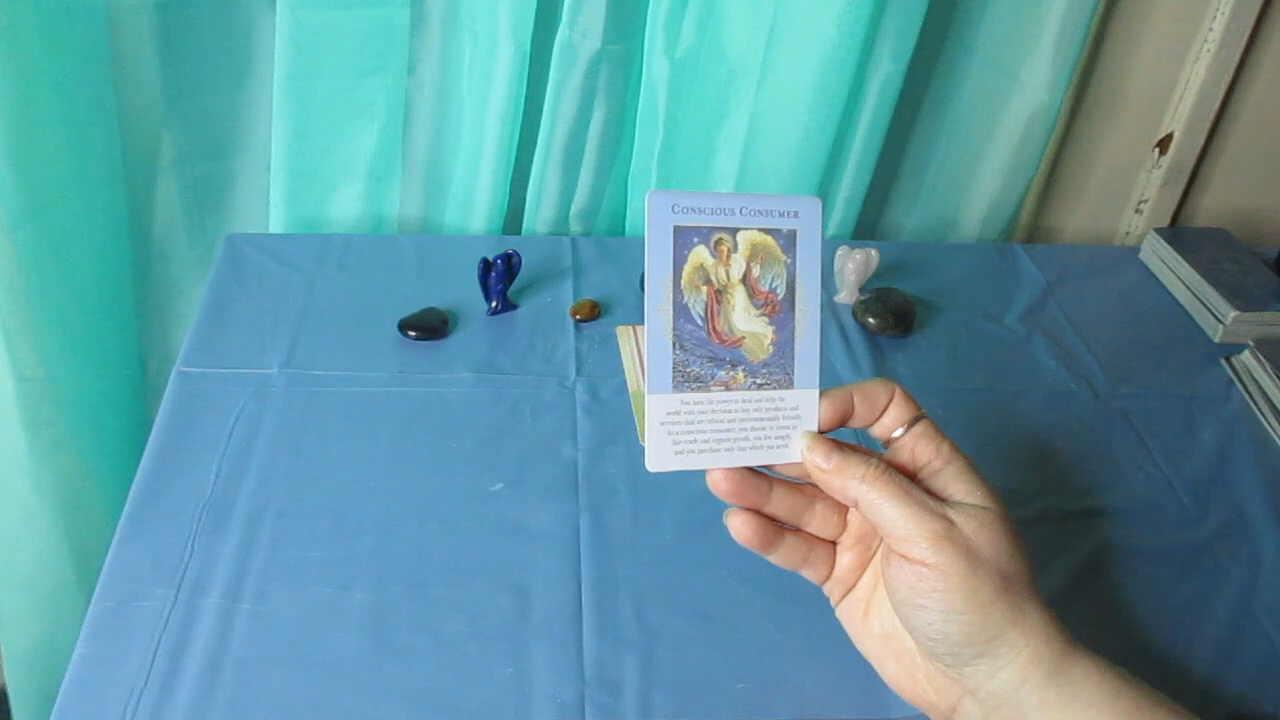 CONSCIOUS CONSUMER
You have the power to heal and help the
world with your decision to buy only products and
services that are ethical and environmentally friendly.
As a conscious consumer, you choose to invest in
fair-trade and organic goods, you live simply,
and you purchase only that which you need.